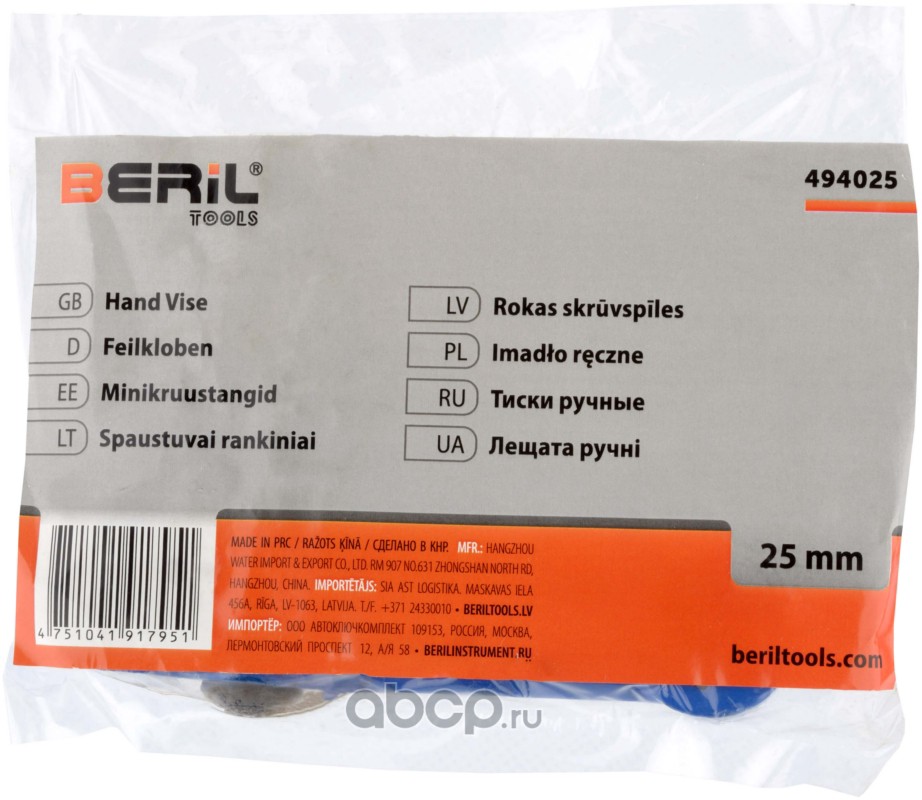 BERiL®
TOOLS
494025
GB Hand Vise
D Feilkloben
EE Minikruustangid
LT Spaustuvai rankiniai
LV Rokas skrūvspīles
PL Imadło ręczne
RU Тиски ручные
UA Лещата ручні
4 751041 917951
MADE IN PRC / RAŽOTS ĶĪNĀ / СДЕЛАНО В КНР. MFR.: HANGZHOU
WATER IMPORT & EXPORT CO., LTD. RM 907 NO.631 ZHONGSHAN NORTH RD,
HANGZHOU, CHINA. IMPORTĒTĀJS: SIA AST LOGISTIKA. MASKAVAS IELA
456A, RĪGA, LV-1063, LATVIJA. T./F. +371 24330010 • BERILTOOLS.LV
ИМПОРТЁР: ООО АВТОКЛЮЧКОМПЛЕКТ 109153, РОССИЯ, МОСКВА,
ЛЕРМОНТОВСКИЙ ПРОСПЕКТ 12, А/Я 58 • BERILINSTRUMENT.RU
25 mm
beriltools.com
abcp.ru